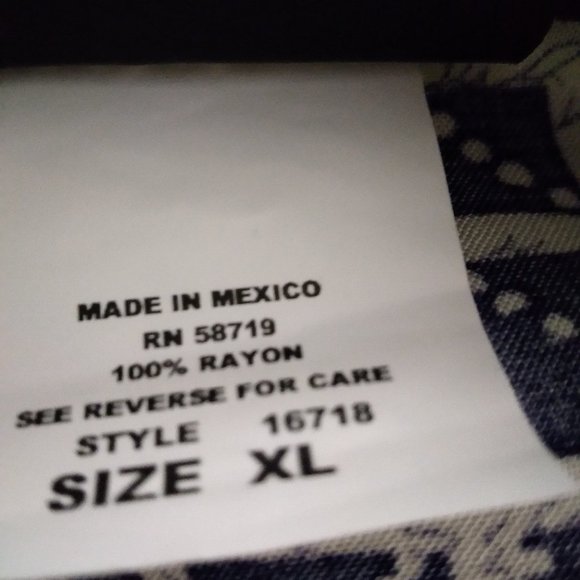 MADE IN MEXICO
RN 58719
100% RAYON
SEE REVERSE FOR CARE
STYLE 16718
SIZE XL